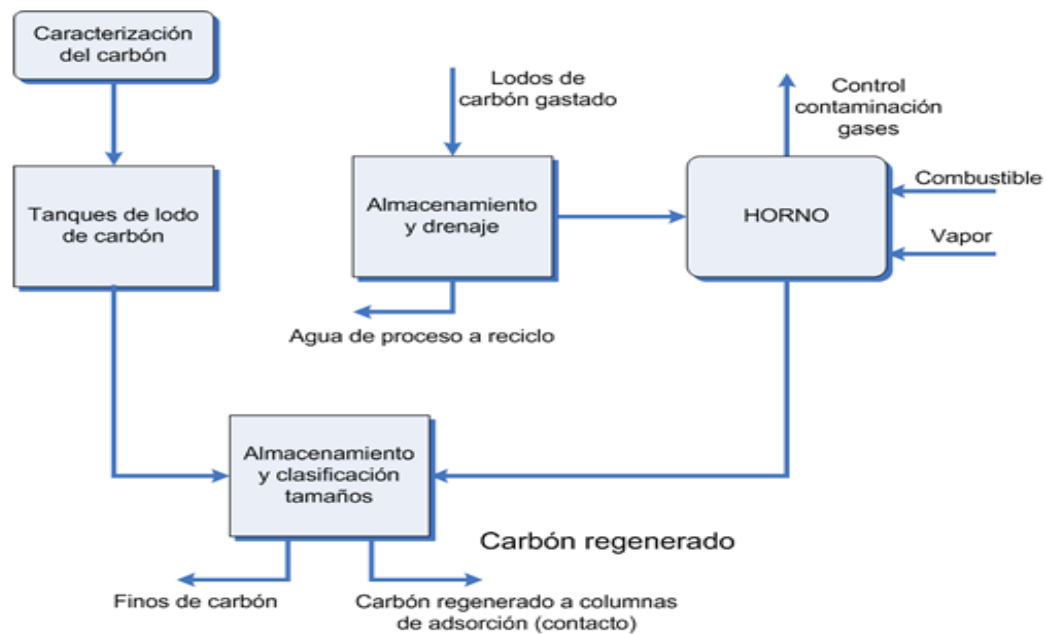 Caracterización
del carbón
Lodos de
carbón gastado
Control
contaminación
gases
Tanques de lodo
de carbón
Almacenamiento
y drenaje
HORNO
Combustible
Vapor
Agua de proceso a reciclo
Almacenamiento
y clasificación
tamaños
Carbón regenerado
Finos de carbón
Carbón regenerado a columnas
de adsorción (contacto)